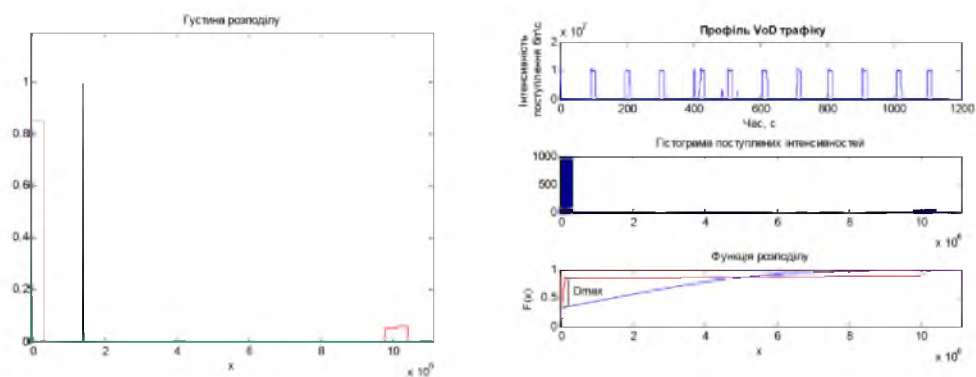 Густина розподілу
1
0.8
0.6
0.4
0.2
0
0 2 4 6 8 10
x
x 10⁶
Профіль VoD трафіку
x 10⁷
Інтенсивність
поступлення біт\с
2
1
0
0 200 400 600 800 1000 1200
Час, с
Гістограма поступлених інтенсивностей
1000
500
0
0 2 4 6 8 10
x 10⁶
Функція розподілу
1
0.5
0
F(x)
Dmax
0 2 4 6 8 10
x
x 10⁶